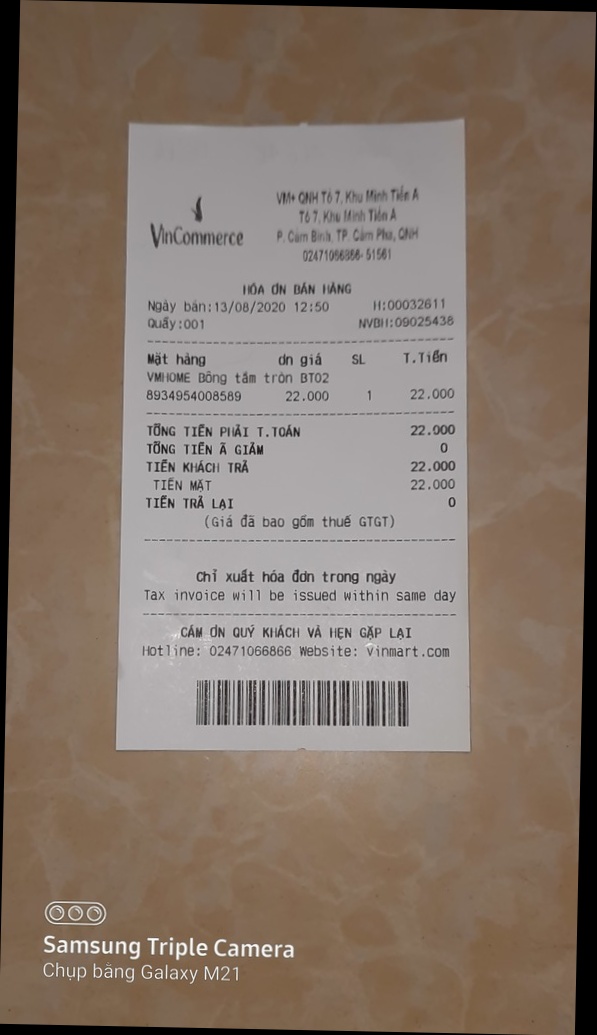 VinCommerce
VM+ QNH Tổ 7, Khu Minh Tiến A
Tổ 7, Khu Minh Tiến A
P. Cẩm Bình, TP. Cẩm Phả, QNH
02471066866- 51561
HÓA ĐN BÁN HÀNG
Ngày bán:13/08/2020 12:50 H:00032611
Quầy:001 NVBH:09025438
Mặt hàng đn giá SL T.Tiền
VMHOME Bông tắm tròn BT02
8934954008589 22.000 1 22.000
TỔNG TIỀN PHẢI T.TOÁN 22.000
TỔNG TIỀN Ã GIẢM 0
TIỀN KHÁCH TRẢ 22.000
TIỀN MẶT 22.000
TIỀN TRẢ LẠI 0
(Giá đã bao gồm thuế GTGT)
Chỉ xuất hóa đơn trong ngày
Tax invoice will be issued within same day
CẢM ƠN QUÝ KHÁCH VÀ HẸN GẶP LẠI
Hotline: 02471066866 Website: Vinmart.com
Samsung Triple Camera
Chụp bằng Galaxy M21